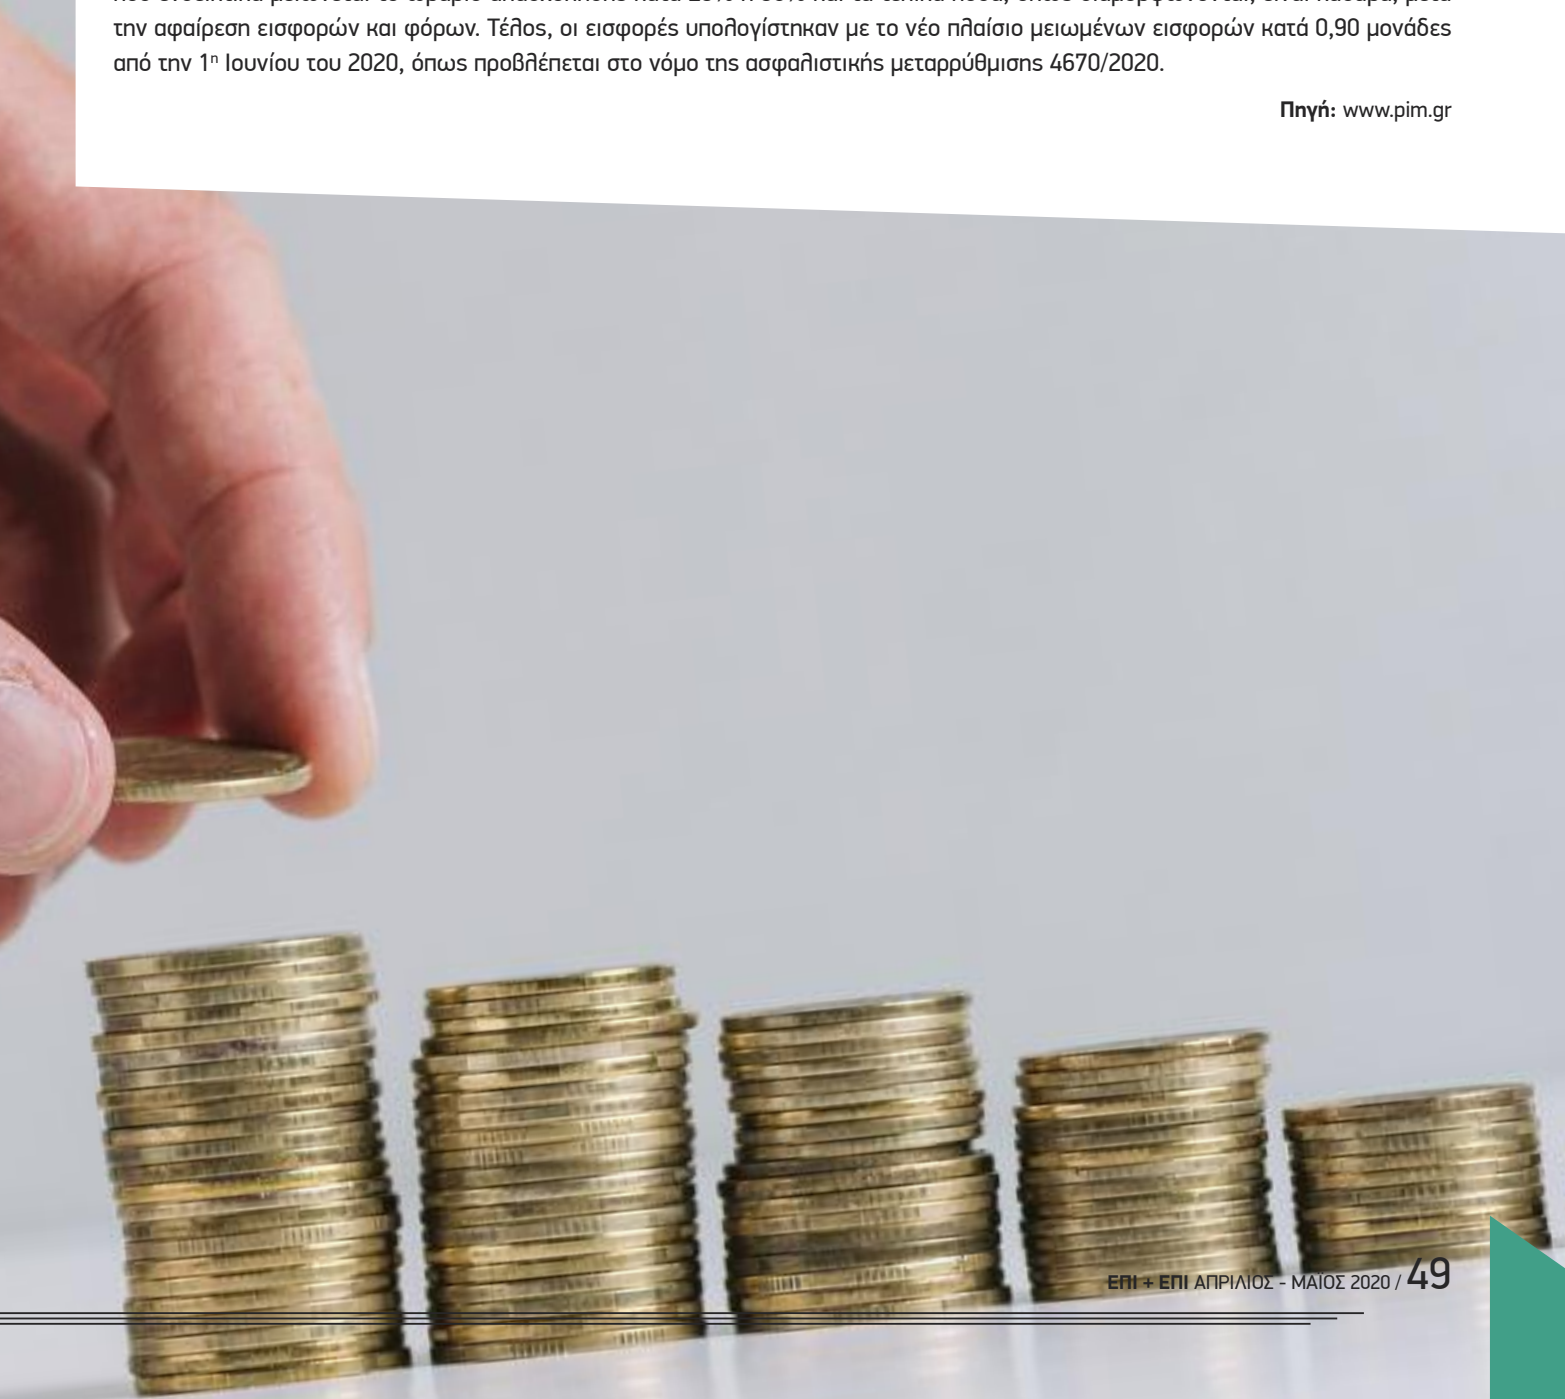 την αφαίρεση εισφορών και φόρων. Τέλος, οι εισφορές υπολογίστηκαν με το νέο πλαίσιο μειωμένων εισφορών κατά 0,90 μονάδες
από την 1η Ιουνίου του 2020, όπως προβλέπεται στο νόμο της ασφαλιστικής μεταρρύθμισης 4670/2020.
Πηγή: www.pim.gr
ΕΠΙ + ΕΠΙ ΑΠΡΙΛΙΟΣ - ΜΑΪΟΣ 2020 / 49